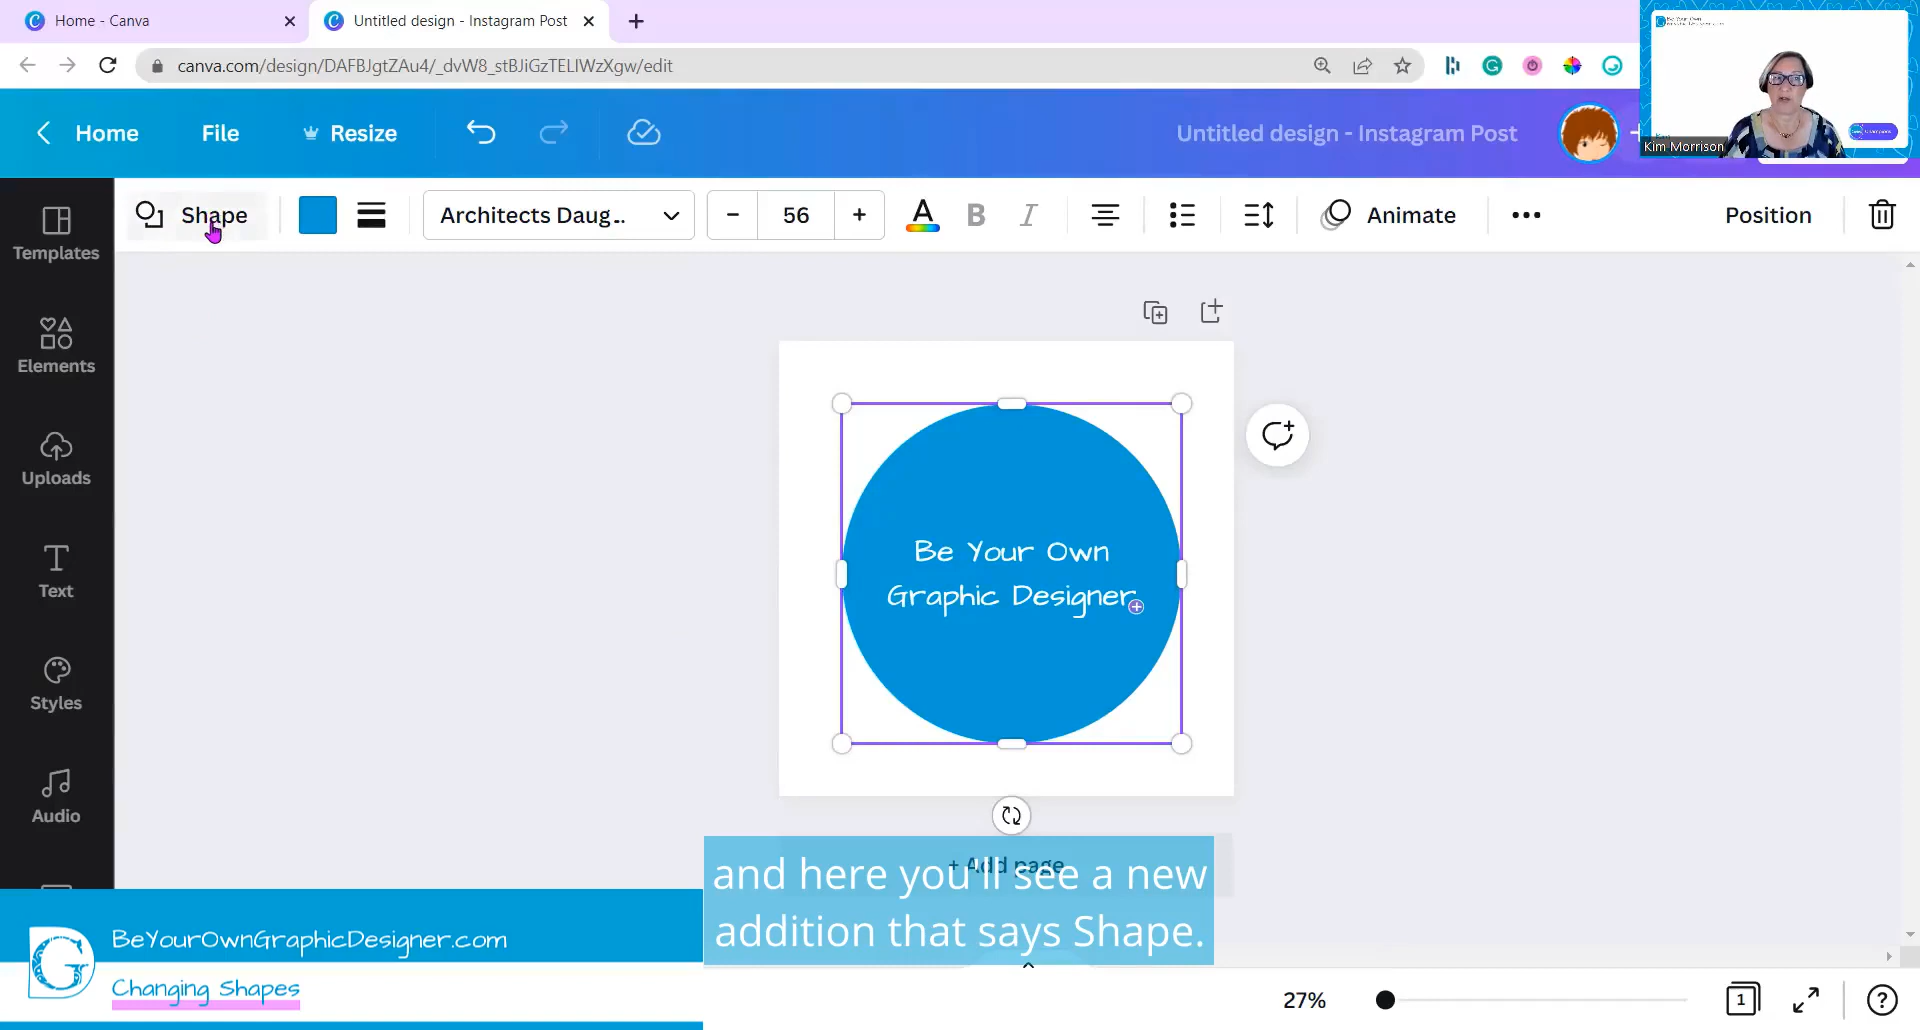 Home - Canva
Untitled design - Instagram Post
canva.com/design/DAFBJgtZAu4/_dvW8_stBJiGzTELIWzXgw/edit
Home
File
Resize
Untitled design - Instagram Post
Kim Morrison
Shape
Architects Daug...
56
A
B
I
Animate
Position
Templates
Elements
Uploads
Text
Styles
Audio
Be Your Own
Graphic Designer
+ Add page
and here you'll see a new
addition that says Shape.
BeYourOwnGraphicDesigner.com
Changing Shapes
27%
1
?